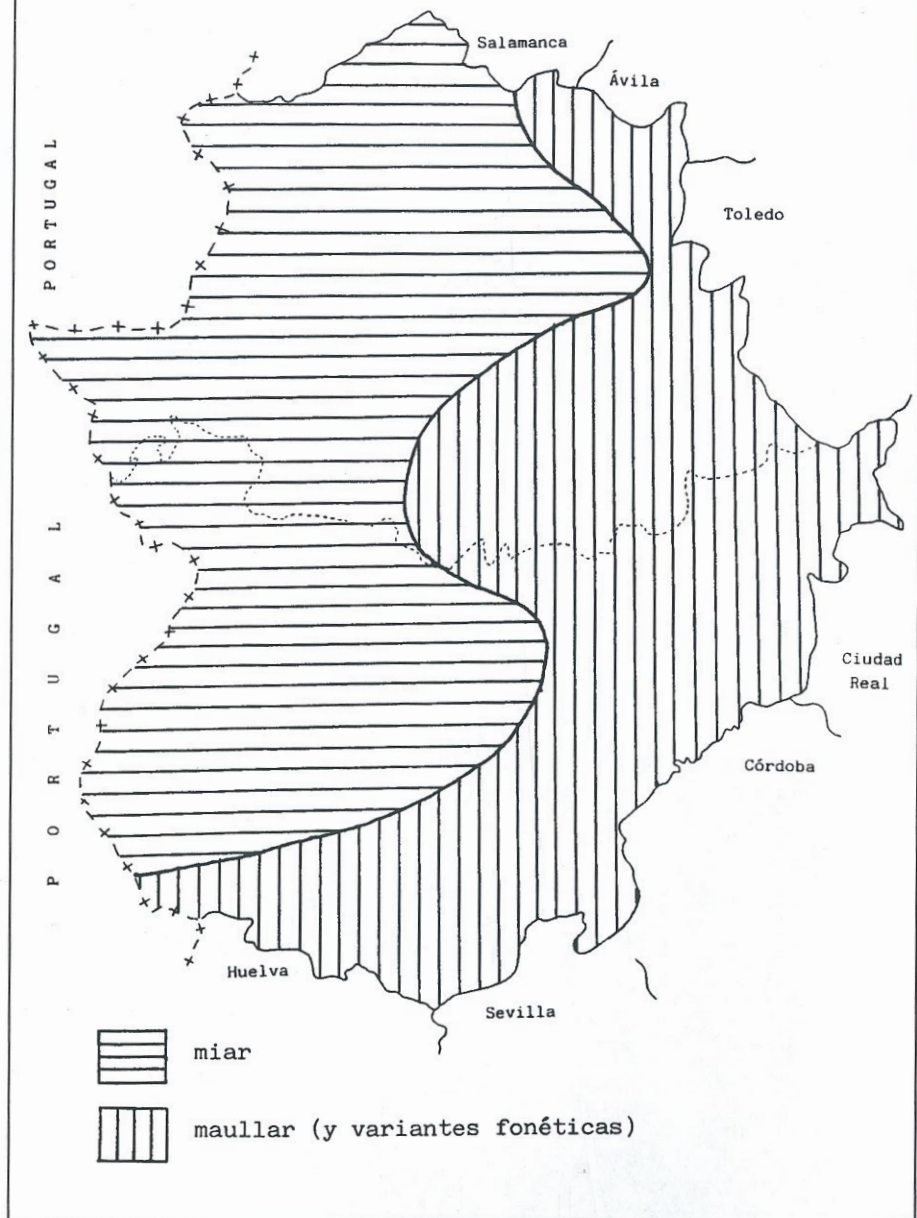 Salamanca
Ávila
PORTUGAL
Toledo
PORTUGAL
Ciudad
Real
Córdoba
Huelva
Sevilla
miar
maullar (y variantes fonéticas)